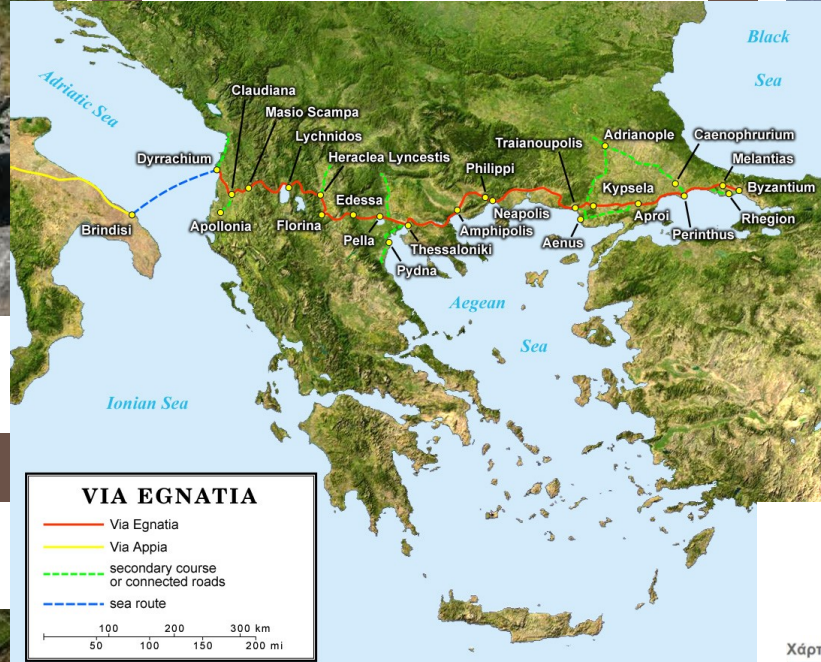 Black
Sea
Adriatic Sea
Claudiana
Masio Scampa
Lychnidos
Heraclea Lyncestis
Dyrrachium
Traianoupolis
Adrianople
Caenophrurium
Melantias
Philippi
Kypsela
Byzantium
Edessa
Neapolis
Aproi
Rhegion
Brindisi
Apollonia
Florina
Amphipolis
Aenus
Perinthus
Pella
Thessaloniki
Pydna
Aegean
Sea
Ionian Sea
VIA EGNATIA
Via Egnatia
Via Appia
secondary course
or connected roads
sea route
100 200 300 km
50 100 150 200 mi
Χάρτ